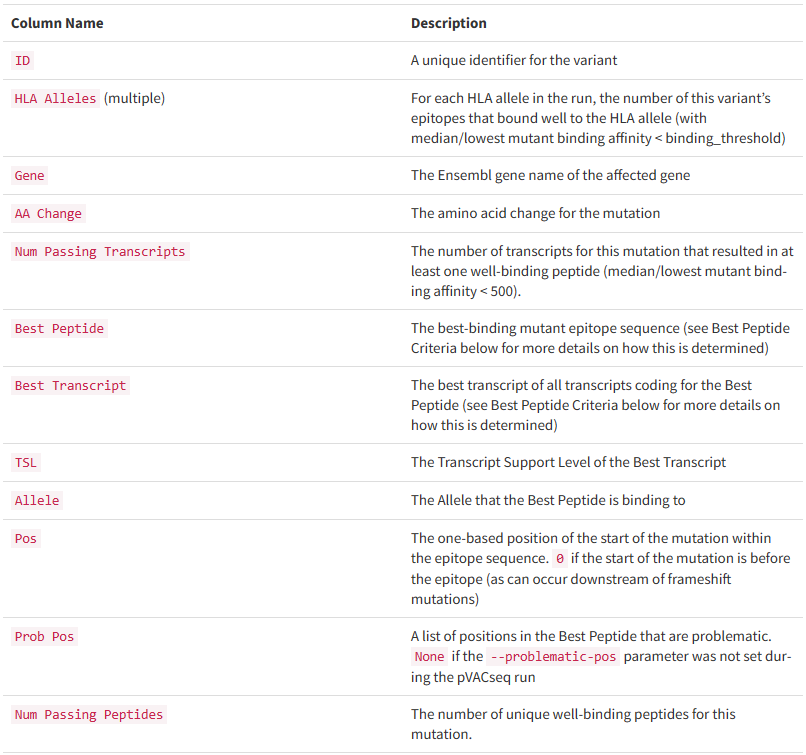 Column Name Description
ID A unique identifier for the variant
HLA Alleles (multiple) For each HLA allele in the run, the number of this variant’s
epitopes that bound well to the HLA allele (with
median/lowest mutant binding affinity < binding_threshold)
Gene The Ensembl gene name of the affected gene
AA Change The amino acid change for the mutation
Num Passing Transcripts The number of transcripts for this mutation that resulted in at
least one well-binding peptide (median/lowest mutant bind-
ing affinity < 500).
Best Peptide The best-binding mutant epitope sequence (see Best Peptide
Criteria below for more details on how this is determined)
Best Transcript The best transcript of all transcripts coding for the Best
Peptide (see Best Peptide Criteria below for more details on
how this is determined)
TSL The Transcript Support Level of the Best Transcript
Allele The Allele that the Best Peptide is binding to
Pos The one-based position of the start of the mutation within
the epitope sequence. 0 if the start of the mutation is before
the epitope (as can occur downstream of frameshift
mutations)
Prob Pos A list of positions in the Best Peptide that are problematic.
None if the --problematic-pos parameter was not set dur-
ing the pVACseq run
Num Passing Peptides The number of unique well-binding peptides for this
mutation.